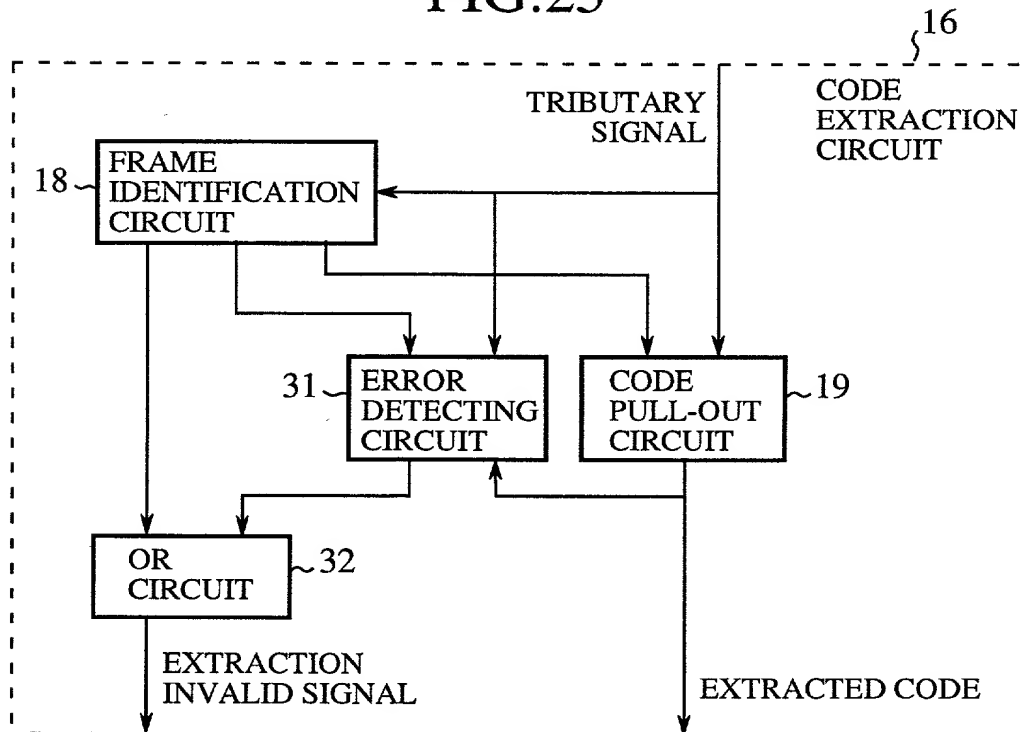 FIG.25
16
TRIBUTARY
SIGNAL
CODE
EXTRACTION
CIRCUIT
18
FRAME
IDENTIFICATION
CIRCUIT
31
ERROR
DETECTING
CIRCUIT
CODE
PULL-OUT
CIRCUIT
19
OR
CIRCUIT
32
EXTRACTION
INVALID SIGNAL
EXTRACTED CODE